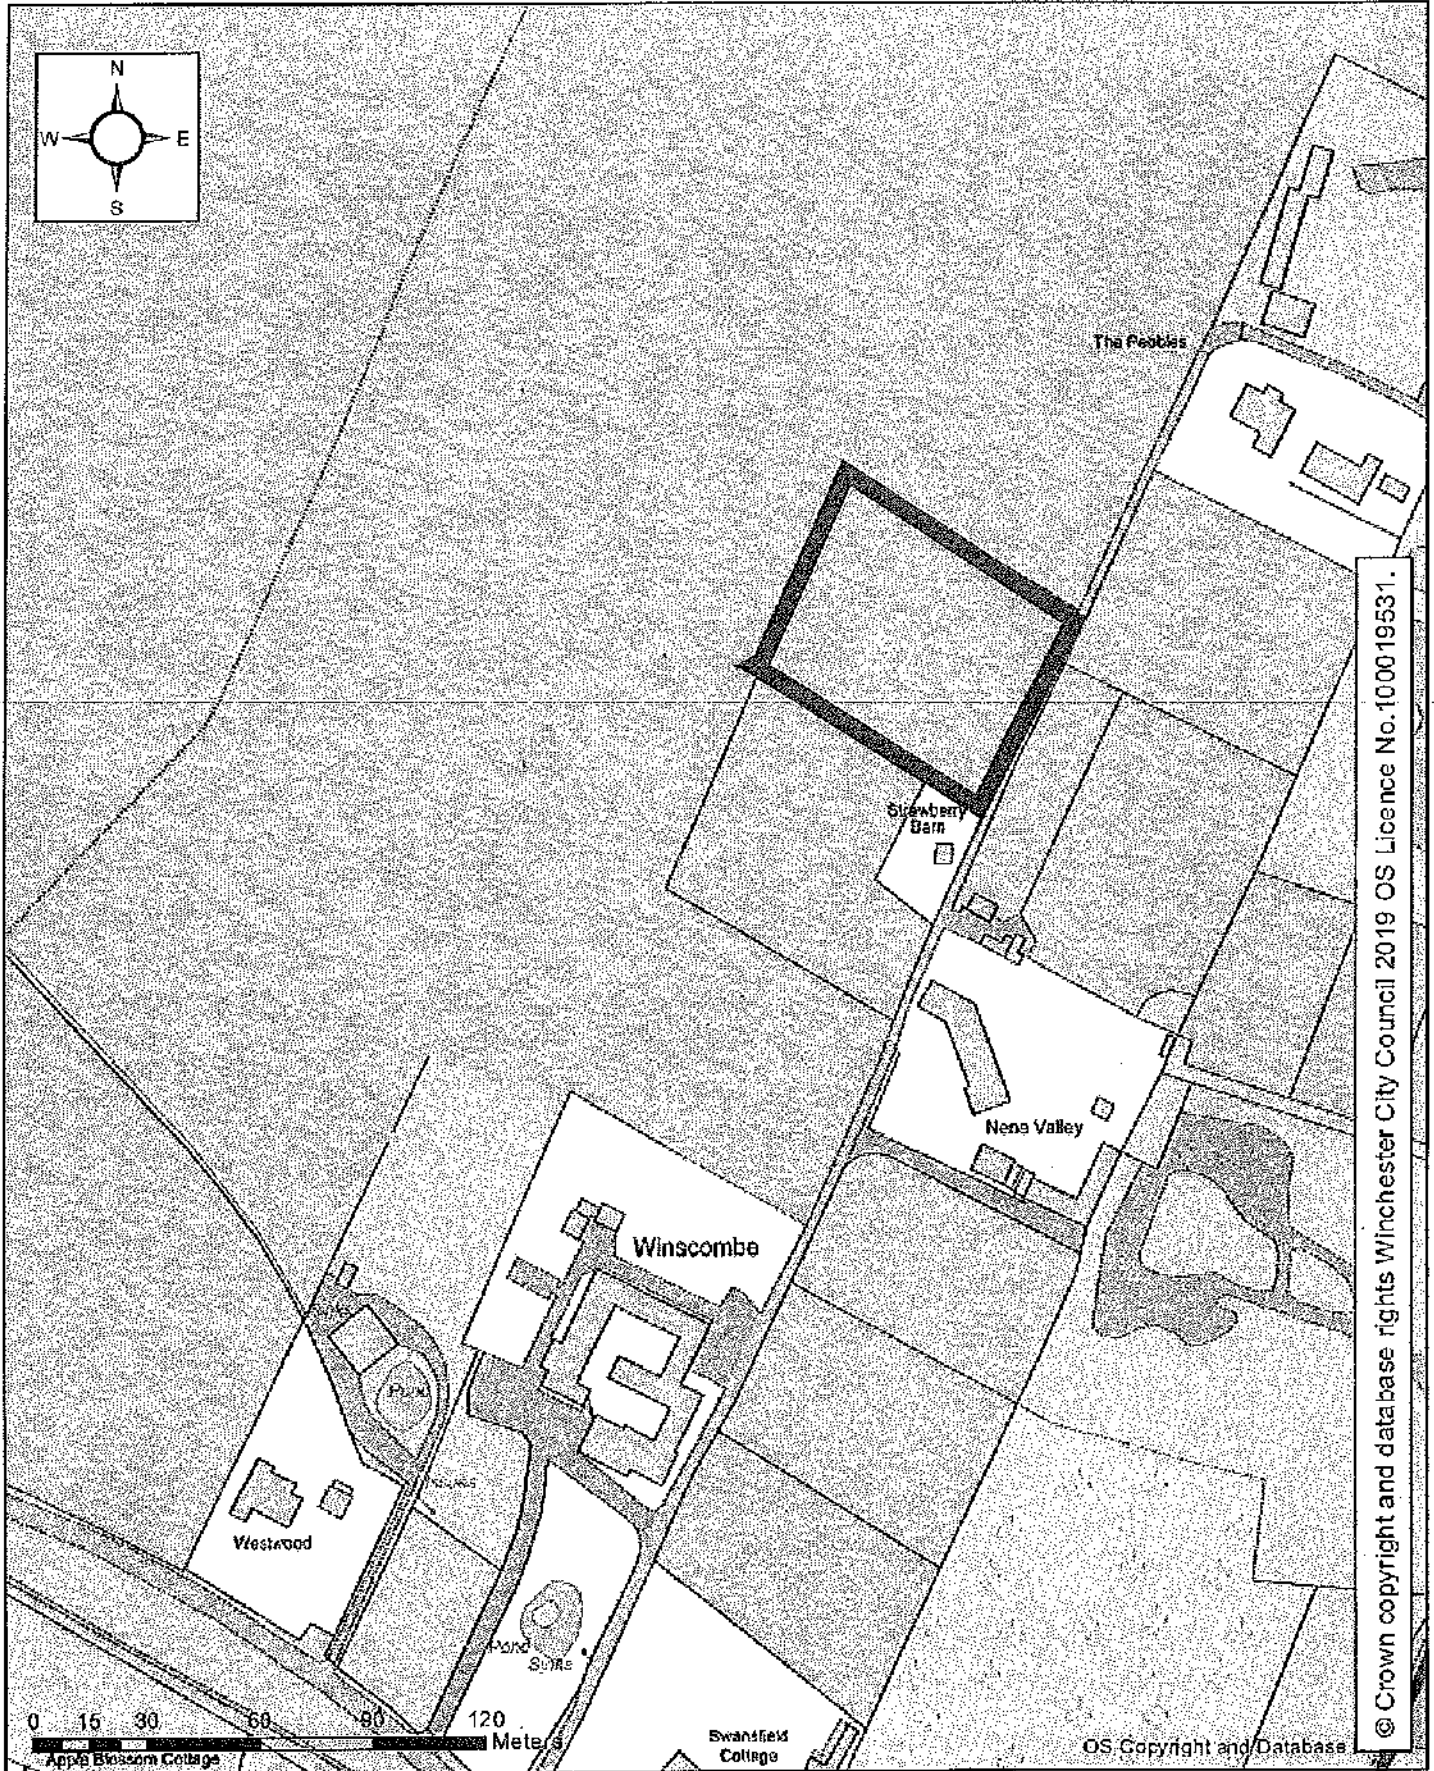 N
W E
S
The Peobles
Strawberry
Barn
Nene Valley
Winscombe
Pond
Westwood
Pond
Swansfield
Cottage
0 15 30 60 90 120
Meters
Apple Blossom Cottage
OS Copyright and Database
© Crown copyright and database rights Winchester City Council 2019 OS Licence No.100019531.